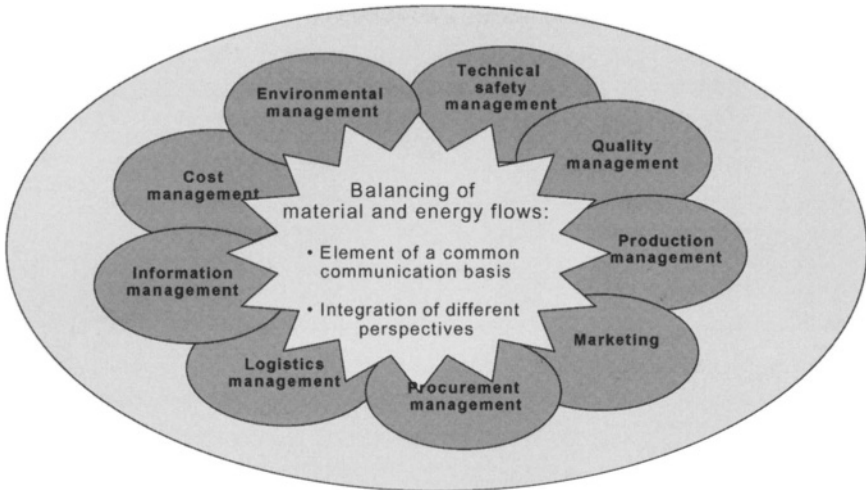 Environmental
management
Technical
safety
management
Quality
management
Production
management
Marketing
Procurement
management
Logistics
management
Information
management
Cost
management
Balancing of
material and energy flows:
• Element of a common
communication basis
• Integration of different
perspectives